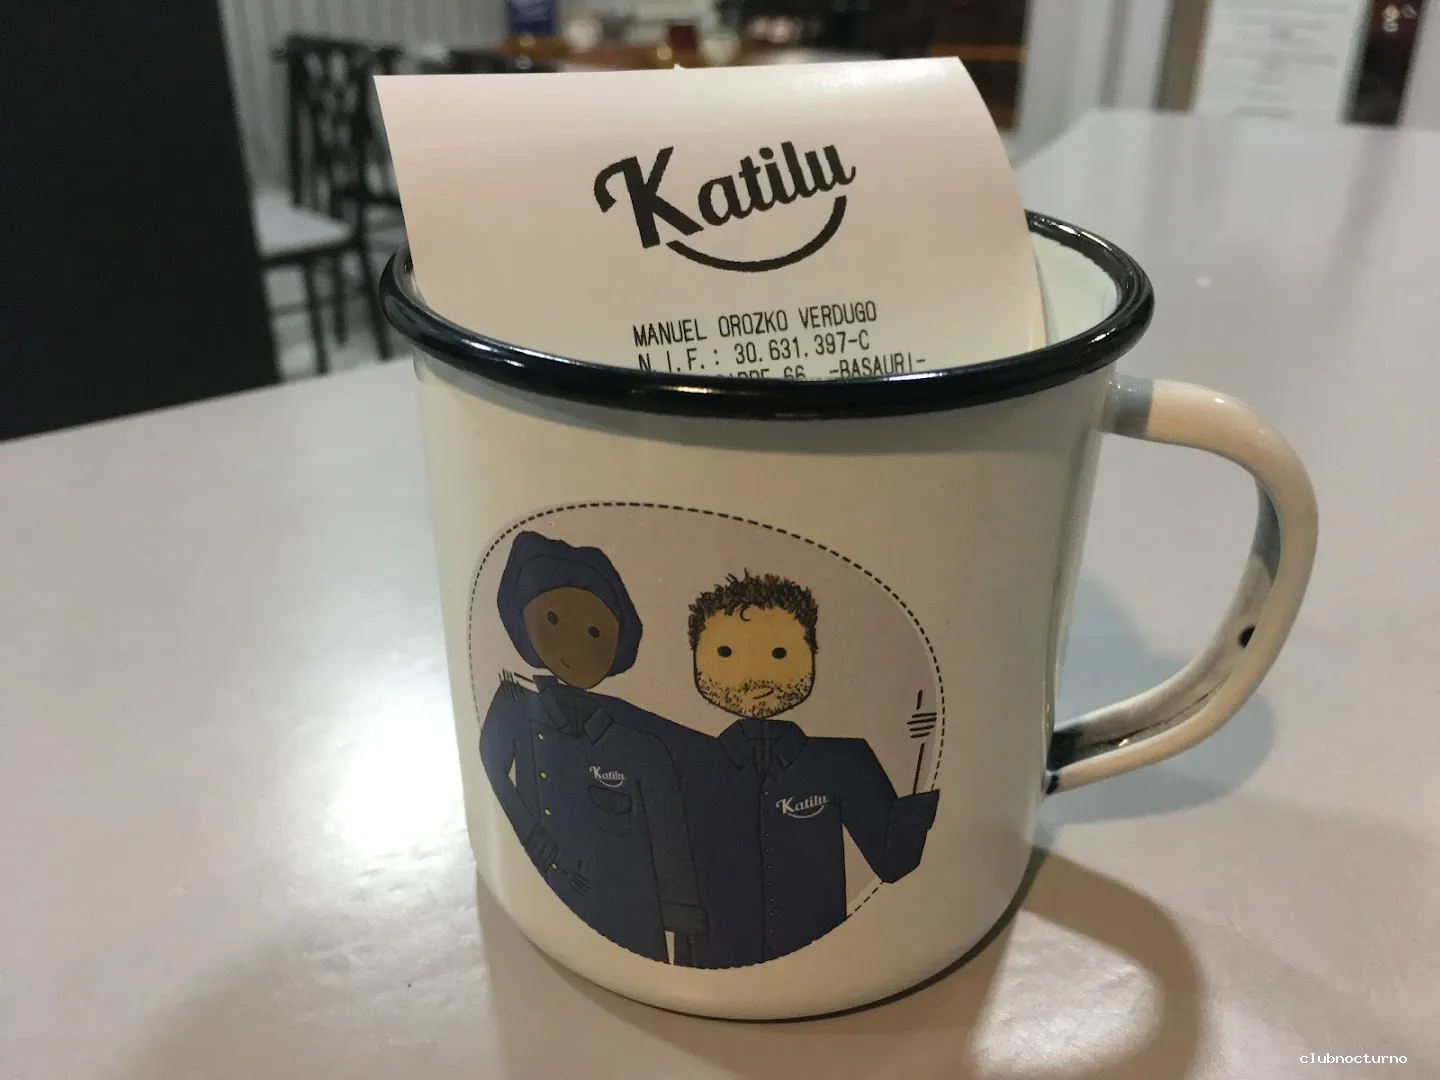 Katilu
MANUEL OROZKO VERDUGO
N.I.F.: 30.631.397-C
66 -BASAURI-
Katilu
Katilu
clubnocturno